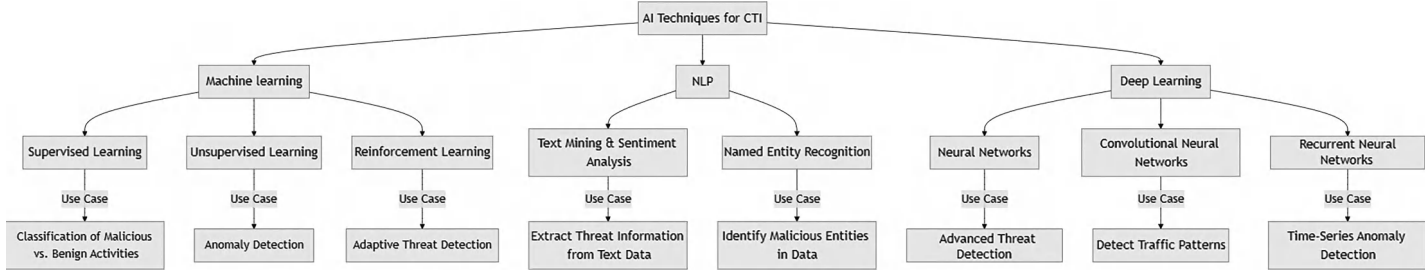 AI Techniques for CTI
Machine learning
NLP
Deep Learning
Supervised Learning
Unsupervised Learning
Reinforcement Learning
Text Mining & Sentiment
Analysis
Named Entity Recognition
Neural Networks
Convolutional Neural
Networks
Recurrent Neural
Networks
Use Case
Use Case
Use Case
Use Case
Use Case
Use Case
Use Case
Use Case
Classification of Malicious
vs. Benign Activities
Anomaly Detection
Adaptive Threat Detection
Extract Threat Information
from Text Data
Identify Malicious Entities
in Data
Advanced Threat
Detection
Detect Traffic Patterns
Time-Series Anomaly
Detection